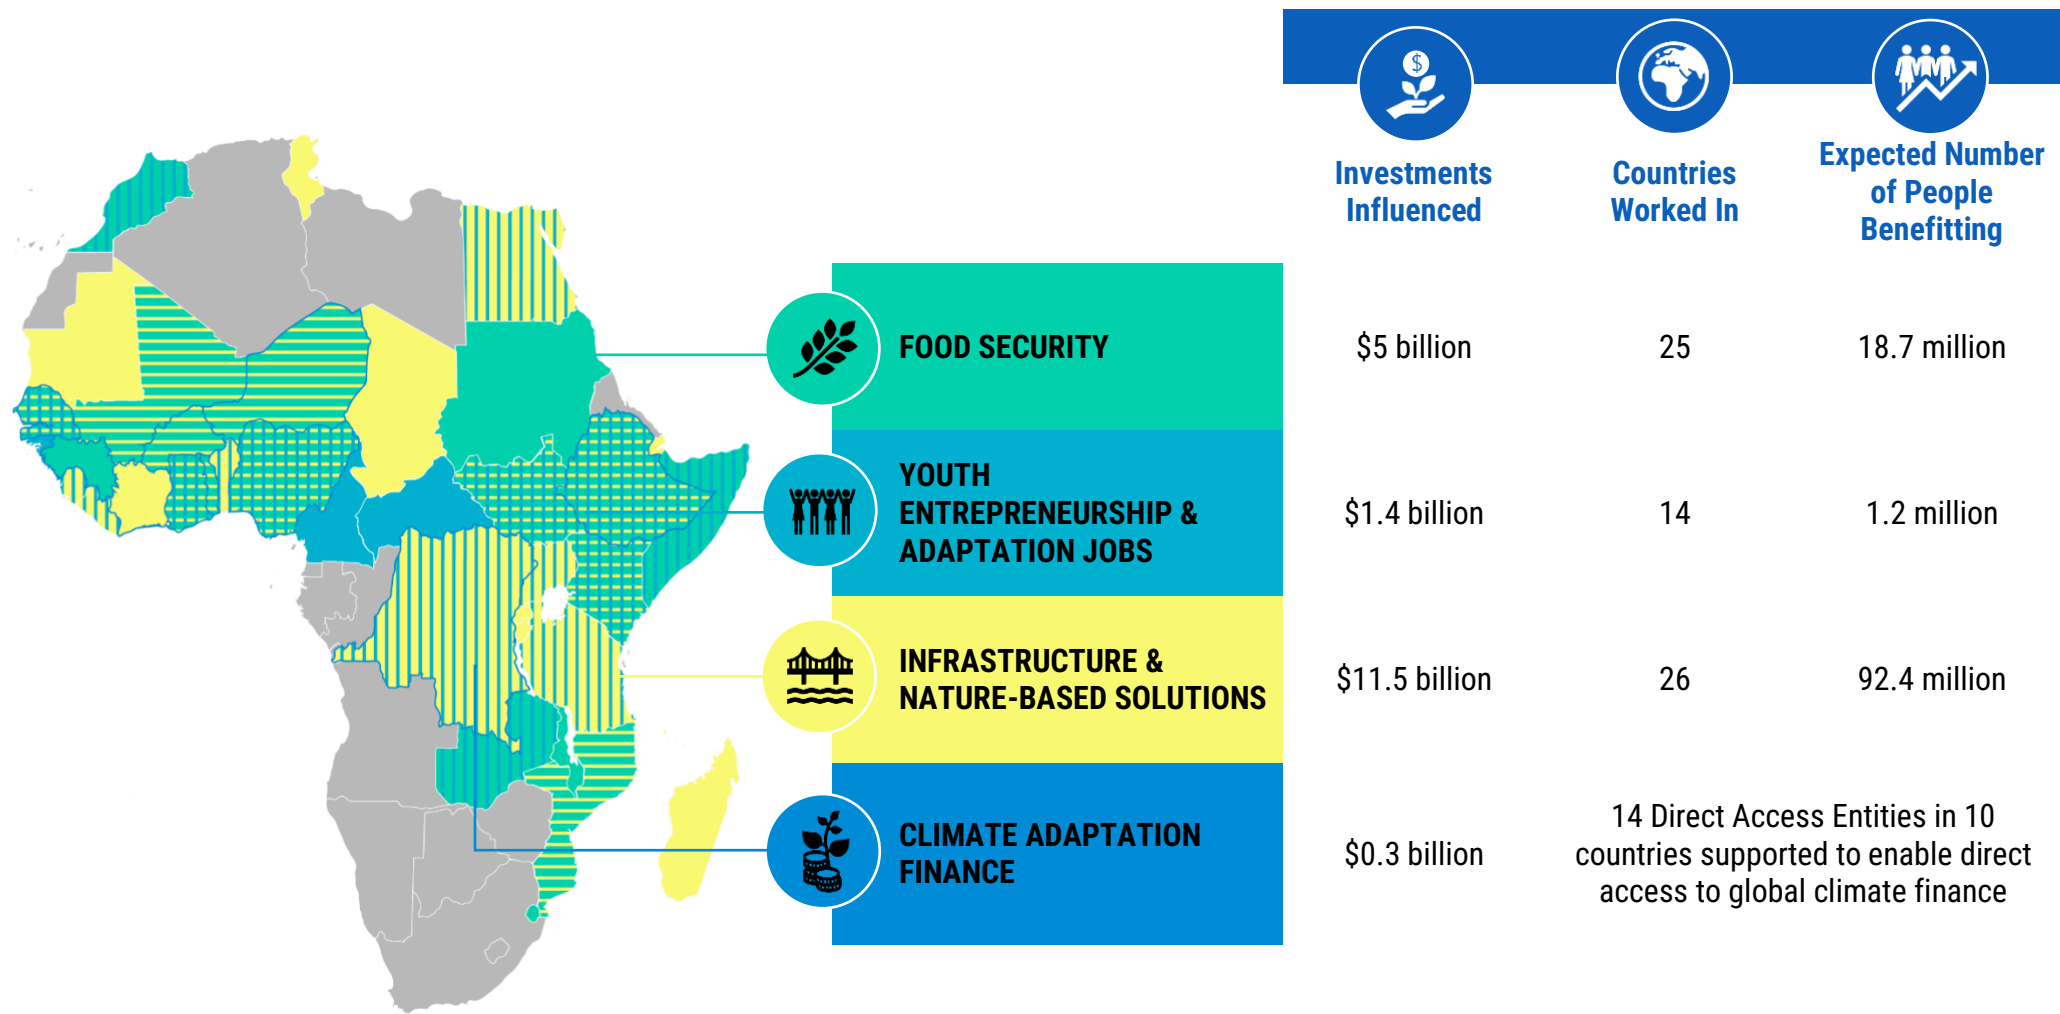 Investments
Influenced
Countries
Worked In
Expected Number
of People
Benefitting
$
FOOD SECURITY
$5 billion
25
18.7 million
YOUTH
ENTREPRENEURSHIP &
ADAPTATION JOBS
$1.4 billion
14
1.2 million
INFRASTRUCTURE &
NATURE-BASED SOLUTIONS
$11.5 billion
26
92.4 million
CLIMATE ADAPTATION
FINANCE
$0.3 billion
14 Direct Access Entities in 10
countries supported to enable direct
access to global climate finance